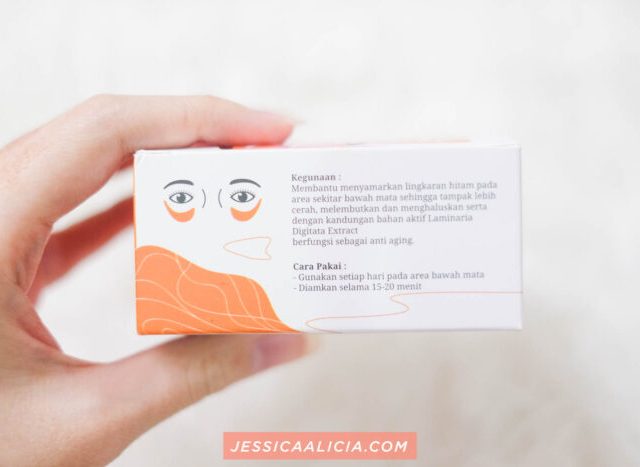 Kegunaan :
Membantu menyamarkan lingkaran hitam pada
area sekitar bawah mata sehingga tampak lebih
cerah, melembutkan dan menghaluskan serta
dengan kandungan bahan aktif Laminaria
Digitata Extract
berfungsi sebagai anti aging.
Cara Pakai :
- Gunakan setiap hari pada area bawah mata
- Diamkan selama 15-20 menit
JESSICAALICIA.COM